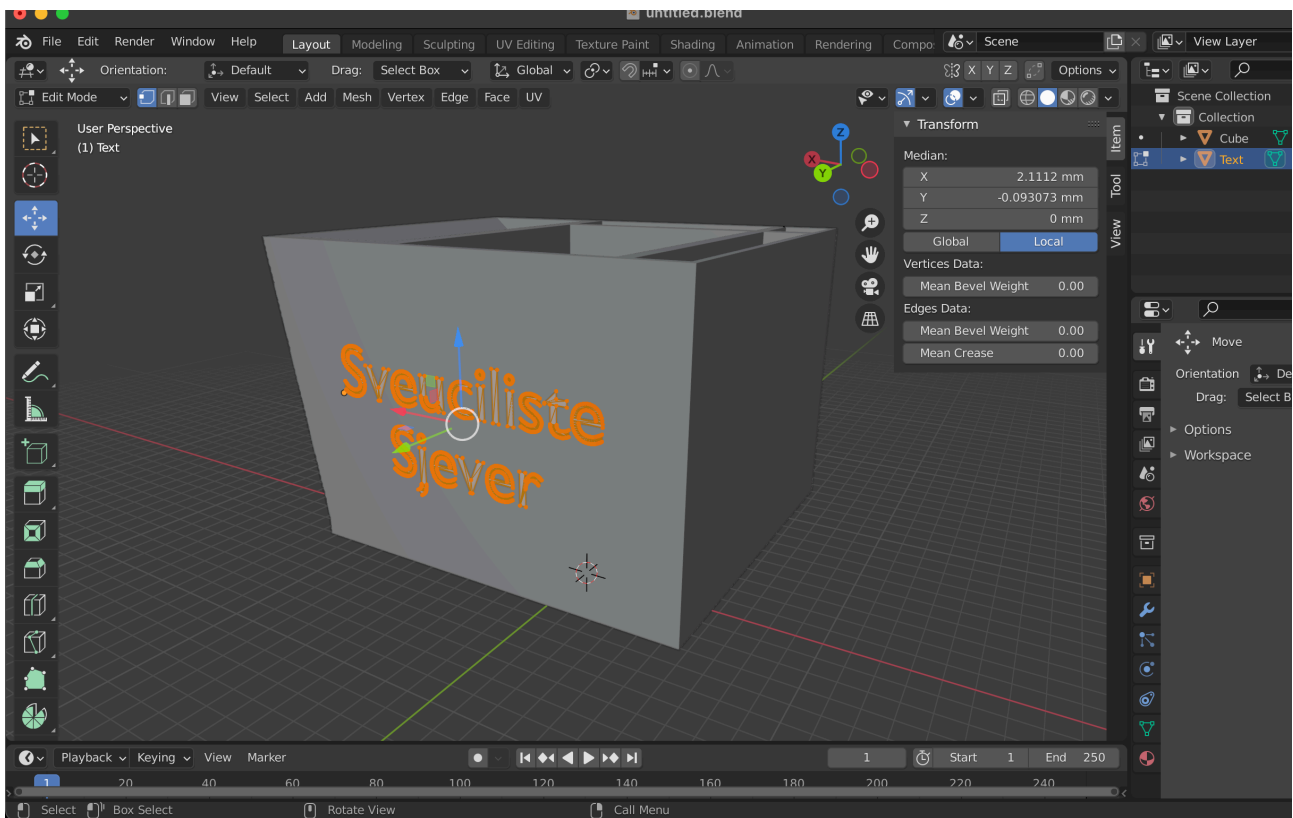 untitled.blend
File Edit Render Window Help Layout Modeling Sculpting UV Editing Texture Paint Shading Animation Rendering Compo Scene View Layer
Orientation: Default Drag: Select Box Global X Y Z Options
Edit Mode View Select Add Mesh Vertex Edge Face UV
User Perspective
(1) Text
Z
X
Y
Transform
Median:
X 2.1112 mm
Y -0.093073 mm
Z 0 mm
Global Local
Vertices Data:
Mean Bevel Weight 0.00
Edges Data:
Mean Bevel Weight 0.00
Mean Crease 0.00
Item
Tool
View
Scene Collection
Collection
Cube
Text
Move
Orientation De
Drag: Select B
Options
Workspace
Sveuciliste
Sjever
Playback Keying View Marker 1 Start 1 End 250
1 20 40 60 80 100 120 140 160 180 200 220 240
Select Box Select Rotate View Call Menu